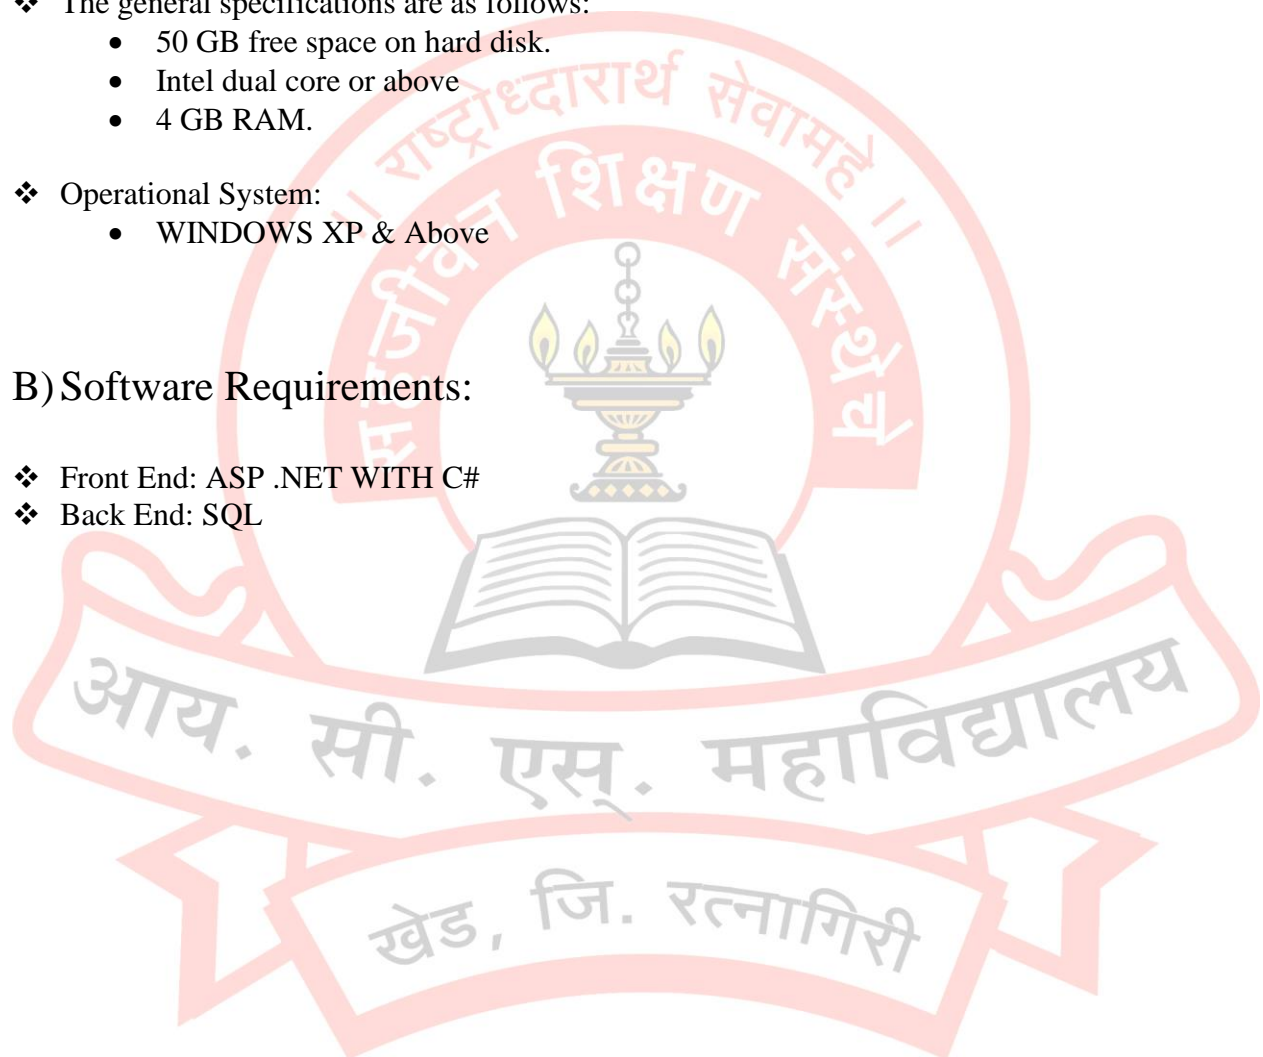 ❖ The general specifications are as follows:
• 50 GB free space on hard disk.
• Intel dual core or above
• 4 GB RAM.
❖ Operational System:
• WINDOWS XP & Above
B) Software Requirements:
❖ Front End: ASP .NET WITH C#
❖ Back End: SQL
।। राष्ट्रोध्दारार्थ सेवामहे ।।
सहजीवन शिक्षण संस्थेचे
आय. सी. एस्. महाविद्यालय
खेड, जि. रत्नागिरी